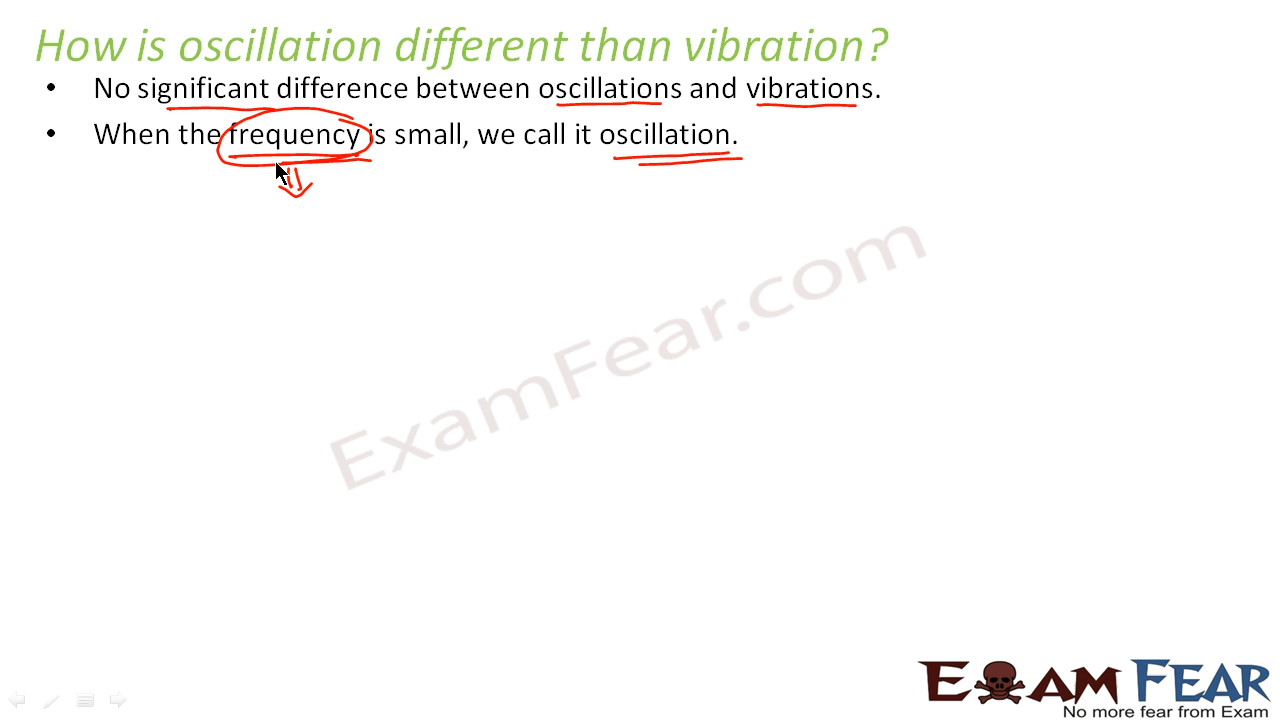 How is oscillation different than vibration?
• No significant difference between oscillations and vibrations.
• When the frequency is small, we call it oscillation.
ExamFear.com
EXAM FEAR
No more fear from Exam